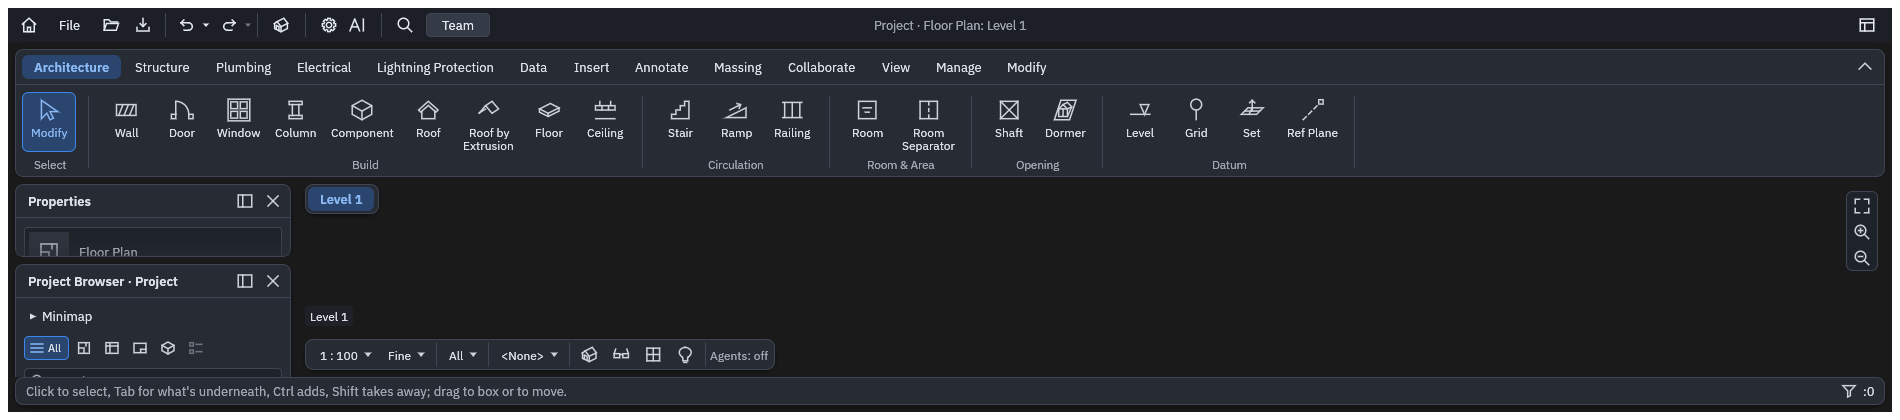 File
AI
Team
Project · Floor Plan: Level 1
Architecture Structure Plumbing Electrical Lightning Protection Data Insert Annotate Massing Collaborate View Manage Modify
Modify Wall Door Window Column Component Roof Roof by Extrusion Floor Ceiling Stair Ramp Railing Room Room Separator Shaft Dormer Level Grid Set Ref Plane
Select Build Circulation Room & Area Opening Datum
Properties
Level 1
Floor Plan
Project Browser · Project
Minimap
Level 1
All
1 : 100 Fine All <None> Agents: off
Click to select, Tab for what's underneath, Ctrl adds, Shift takes away; drag to box or to move.
:0